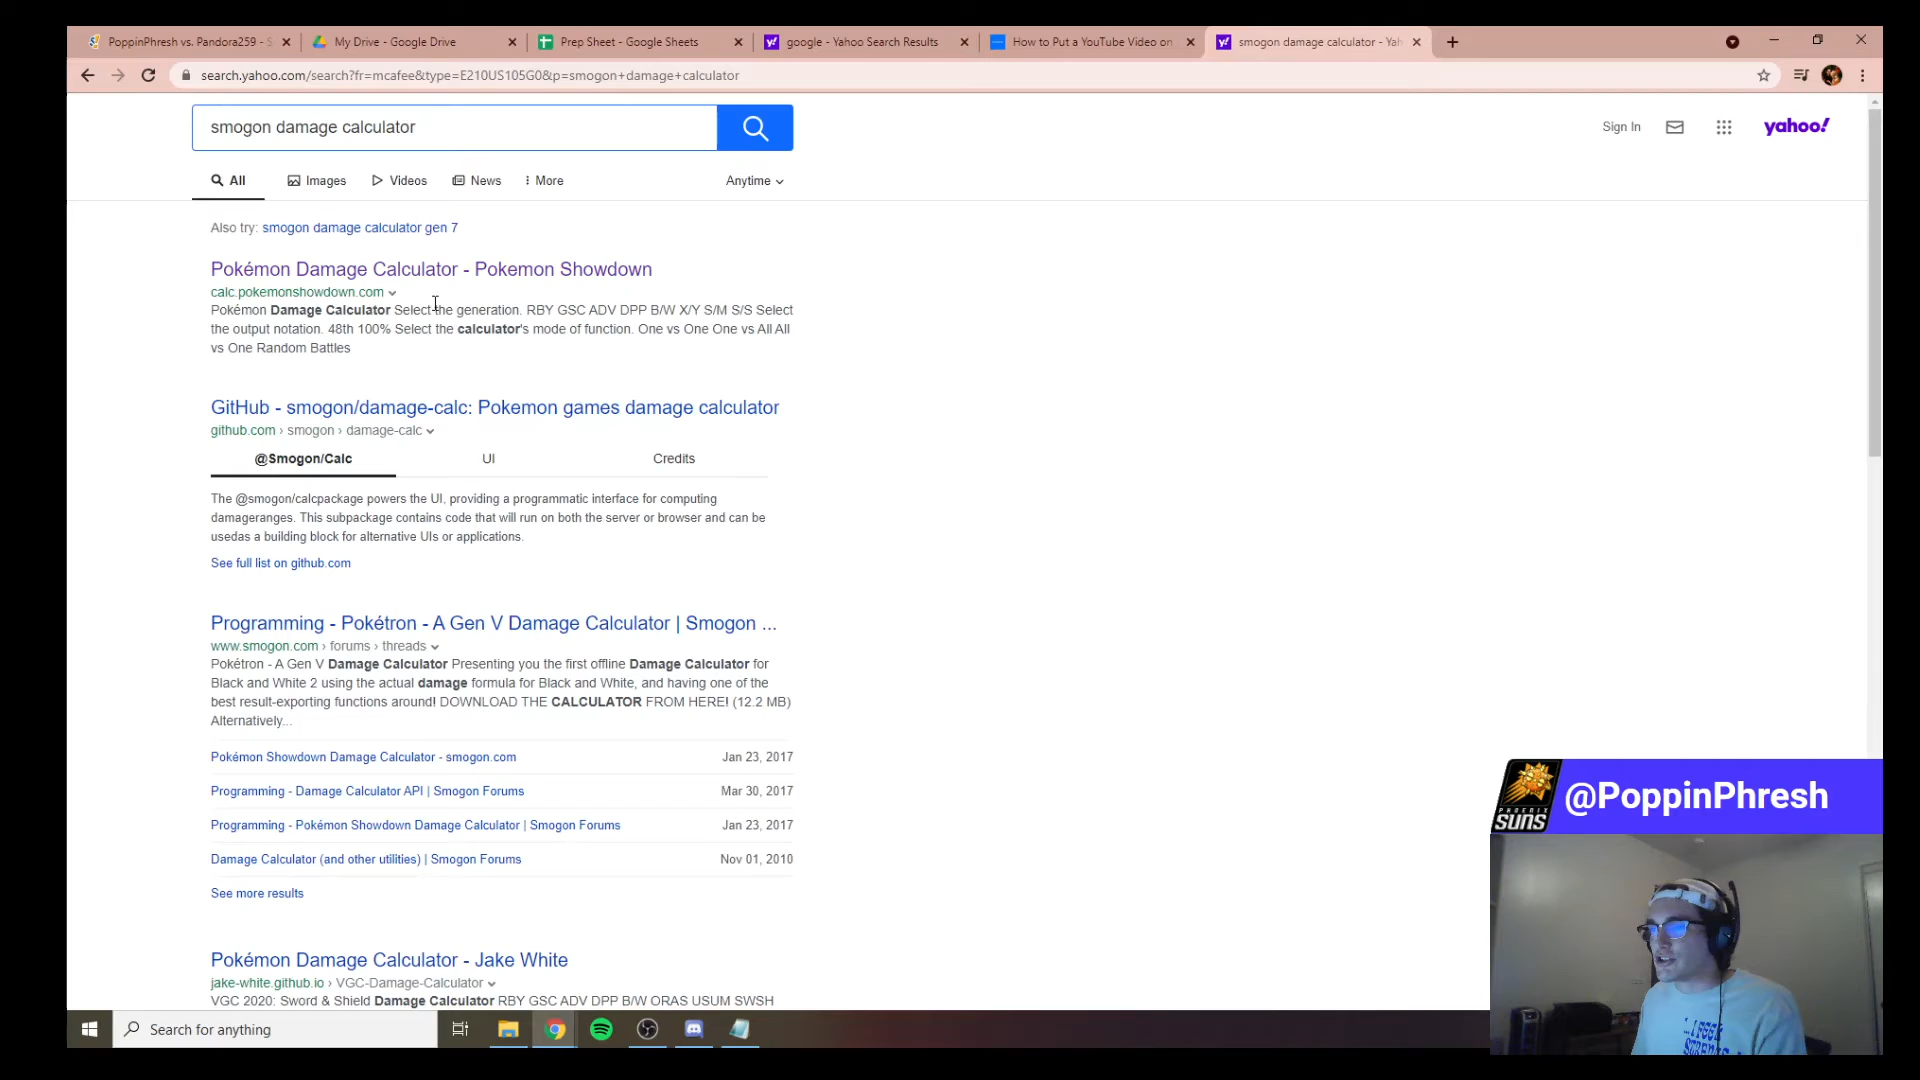 PoppinPhresh vs. Pandora259 - S
My Drive - Google Drive
Prep Sheet - Google Sheets
google - Yahoo Search Results
How to Put a YouTube Video on
smogon damage calculator - Yah
search.yahoo.com/search?fr=mcafee&type=E210US105G0&p=smogon+damage+calculator
smogon damage calculator
Sign In
yahoo!
All
Images
Videos
News
More
Anytime
Also try: smogon damage calculator gen 7
Pokémon Damage Calculator - Pokemon Showdown
calc.pokemonshowdown.com
Pokémon Damage Calculator Select the generation. RBY GSC ADV DPP B/W X/Y S/M S/S Select
the output notation. 48th 100% Select the calculator's mode of function. One vs One One vs All All
vs One Random Battles
GitHub - smogon/damage-calc: Pokemon games damage calculator
github.com › smogon › damage-calc
@Smogon/Calc
UI
Credits
The @smogon/calcpackage powers the UI, providing a programmatic interface for computing
damageranges. This subpackage contains code that will run on both the server or browser and can be
usedas a building block for alternative UIs or applications.
See full list on github.com
Programming - Pokétron - A Gen V Damage Calculator | Smogon ...
www.smogon.com › forums › threads
Pokétron - A Gen V Damage Calculator Presenting you the first offline Damage Calculator for
Black and White 2 using the actual damage formula for Black and White, and having one of the
best result-exporting functions around! DOWNLOAD THE CALCULATOR FROM HERE! (12.2 MB)
Alternatively...
Pokémon Showdown Damage Calculator - smogon.com
Jan 23, 2017
Programming - Damage Calculator API | Smogon Forums
Mar 30, 2017
Programming - Pokémon Showdown Damage Calculator | Smogon Forums
Jan 23, 2017
Damage Calculator (and other utilities) | Smogon Forums
Nov 01, 2010
See more results
Pokémon Damage Calculator - Jake White
jake-white.github.io › VGC-Damage-Calculator
VGC 2020: Sword & Shield Damage Calculator RBY GSC ADV DPP B/W ORAS USUM SWSH
PHOENIX
SUNS
@PoppinPhresh
Search for anything